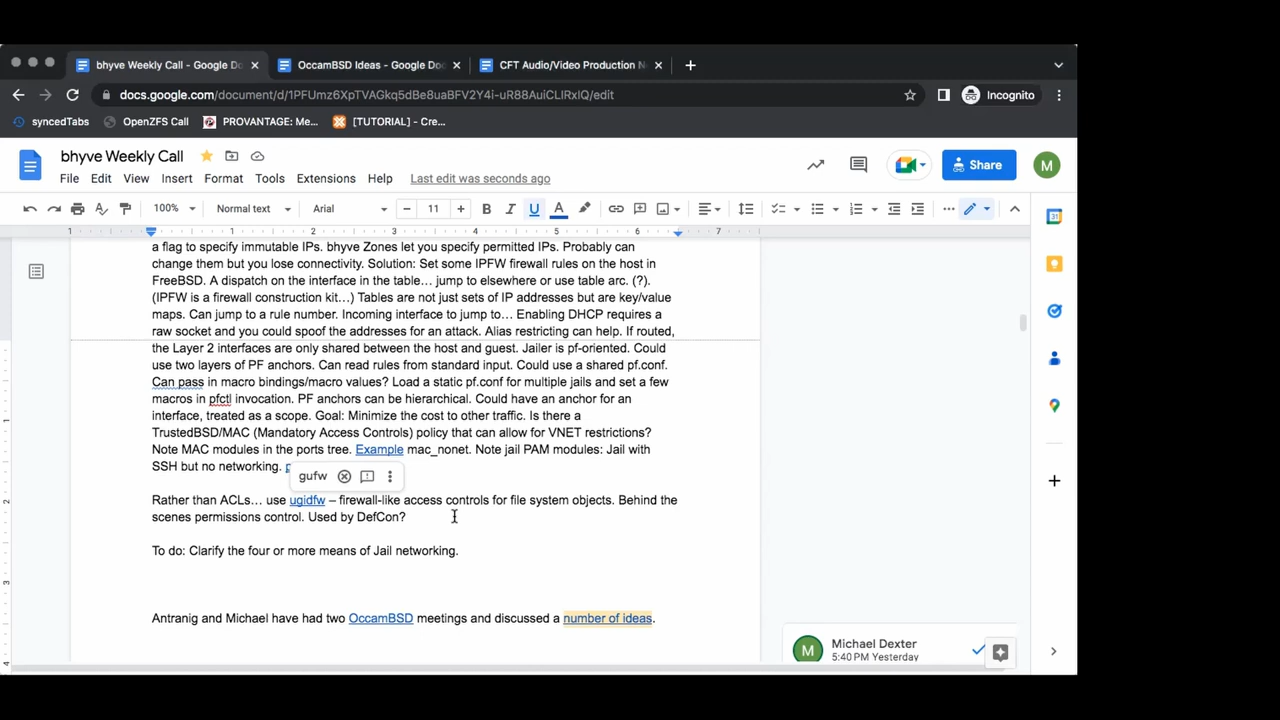 bhyve Weekly Call - Google Do
OccamBSD Ideas - Google Doc
CFT Audio/Video Production N
docs.google.com/document/d/1PFUmz6XpTVAGkq5dBe8uaBFV2Y4i-uR88AuiCLlRxlQ/edit
Incognito
syncedTabs
OpenZFS Call
PROVANTAGE: Me...
[TUTORIAL] - Cre...
bhyve Weekly Call
Share
M
File Edit View Insert Format Tools Extensions Help Last edit was seconds ago
100% Normal text Arial 11 B I U A
1 1 2 3 4 5 6 7
a flag to specify immutable IPs. bhyve Zones let you specify permitted IPs. Probably can
change them but you lose connectivity. Solution: Set some IPFW firewall rules on the host in
FreeBSD. A dispatch on the interface in the table… jump to elsewhere or use table arc. (?).
(IPFW is a firewall construction kit…) Tables are not just sets of IP addresses but are key/value
maps. Can jump to a rule number. Incoming interface to jump to… Enabling DHCP requires a
raw socket and you could spoof the addresses for an attack. Alias restricting can help. If routed,
the Layer 2 interfaces are only shared between the host and guest. Jailer is pf-oriented. Could
use two layers of PF anchors. Can read rules from standard input. Could use a shared pf.conf.
Can pass in macro bindings/macro values? Load a static pf.conf for multiple jails and set a few
macros in pfctl invocation. PF anchors can be hierarchical. Could have an anchor for an
interface, treated as a scope. Goal: Minimize the cost to other traffic. Is there a
TrustedBSD/MAC (Mandatory Access Controls) policy that can allow for VNET restrictions?
Note MAC modules in the ports tree. Example mac_nonet. Note jail PAM modules: Jail with
SSH but no networking.
gufw
Rather than ACLs… use ugidfw – firewall-like access controls for file system objects. Behind the
scenes permissions control. Used by DefCon?
To do: Clarify the four or more means of Jail networking.
Antranig and Michael have had two OccamBSD meetings and discussed a number of ideas.
1
2
3
4
M
Michael Dexter
5:40 PM Yesterday
31